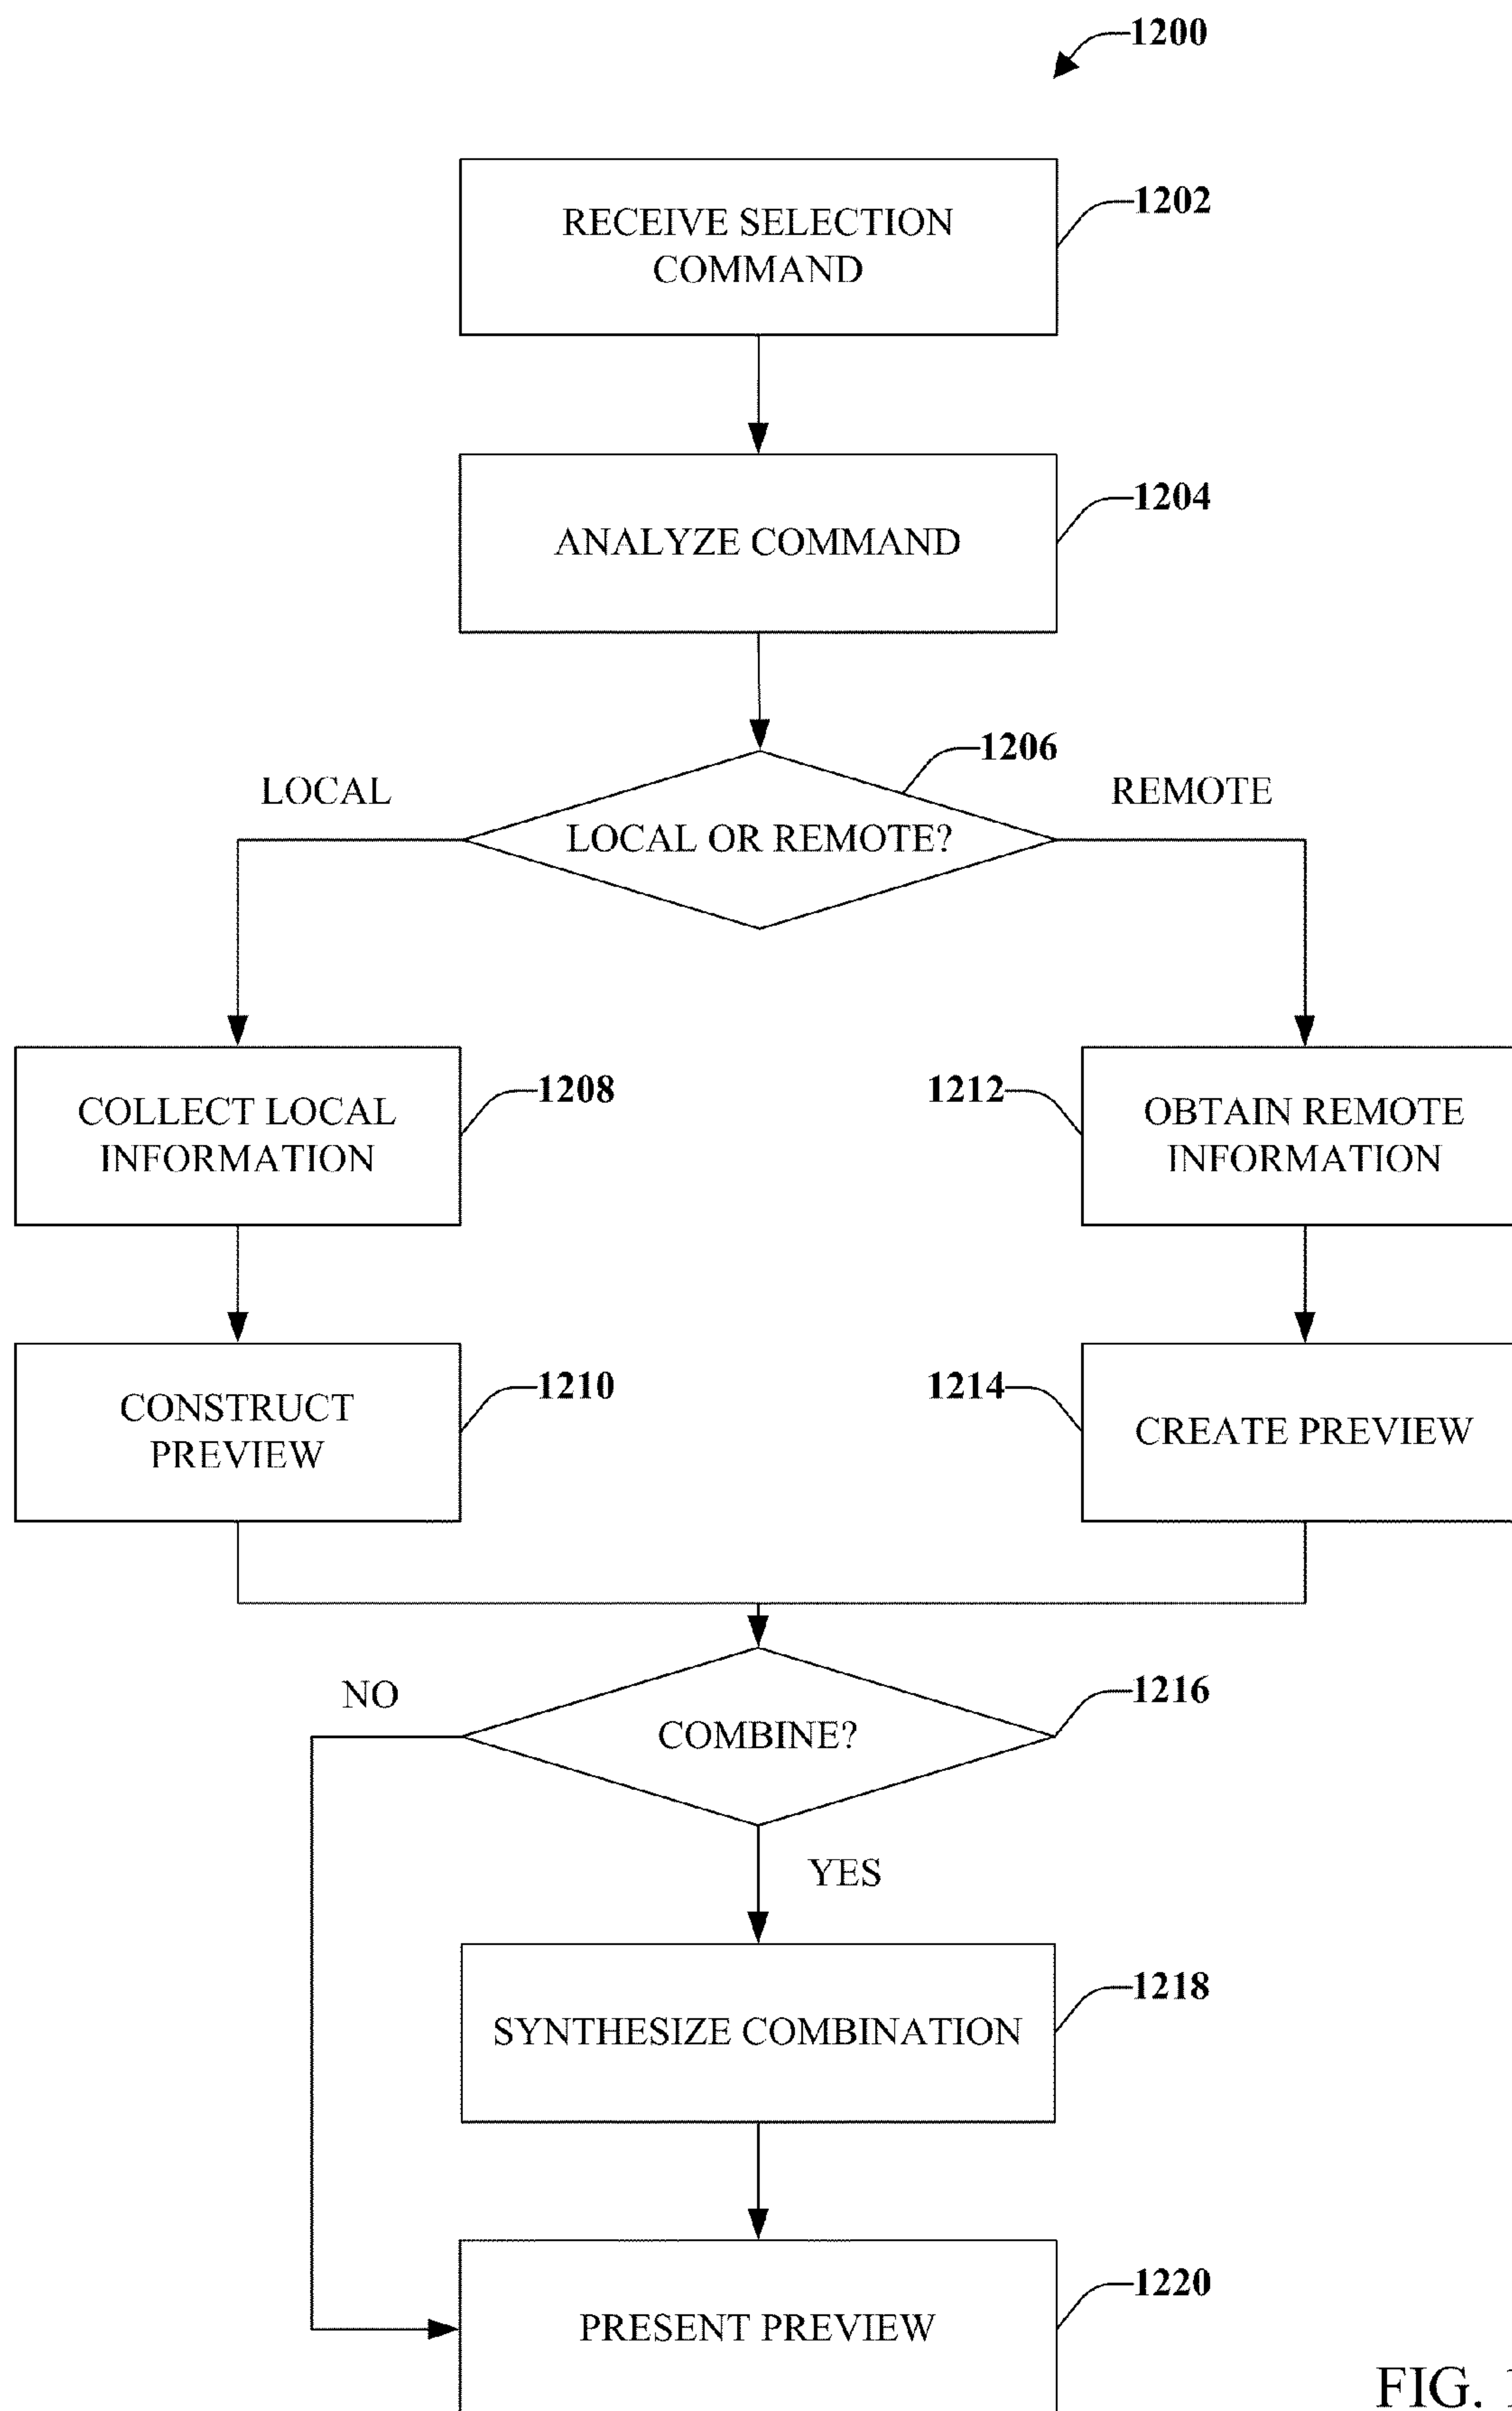 1200
RECEIVE SELECTION
COMMAND
1202
ANALYZE COMMAND
1204
1206
LOCAL
LOCAL OR REMOTE?
REMOTE
COLLECT LOCAL
INFORMATION
1208
1212
OBTAIN REMOTE
INFORMATION
CONSTRUCT
PREVIEW
1210
1214
CREATE PREVIEW
NO
COMBINE?
1216
YES
SYNTHESIZE COMBINATION
1218
PRESENT PREVIEW
1220
FIG.